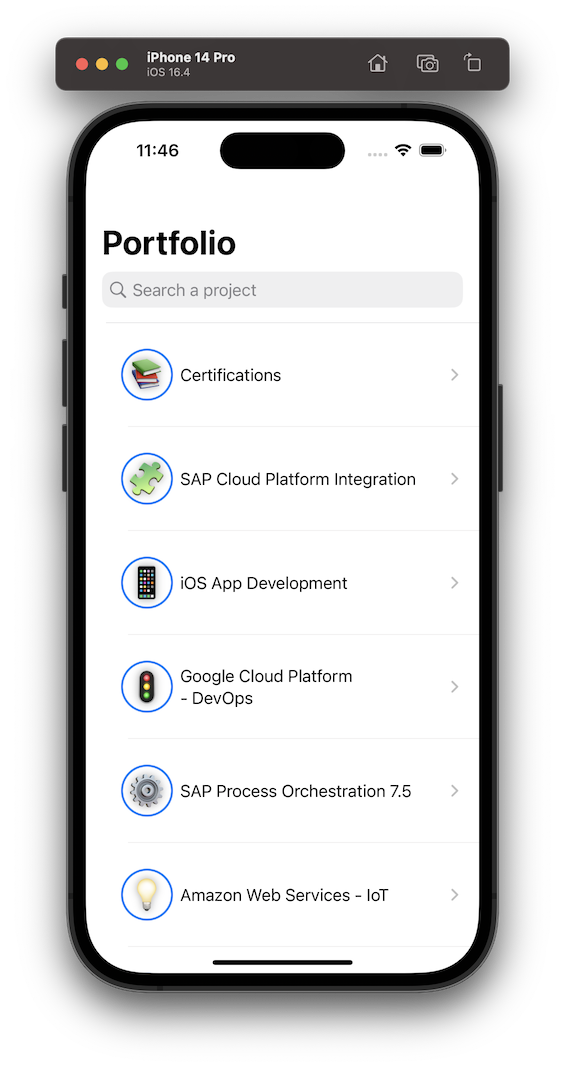 iPhone 14 Pro
iOS 16.4
11:46
Portfolio
Search a project
Certifications
SAP Cloud Platform Integration
iOS App Development
Google Cloud Platform
- DevOps
SAP Process Orchestration 7.5
Amazon Web Services - IoT